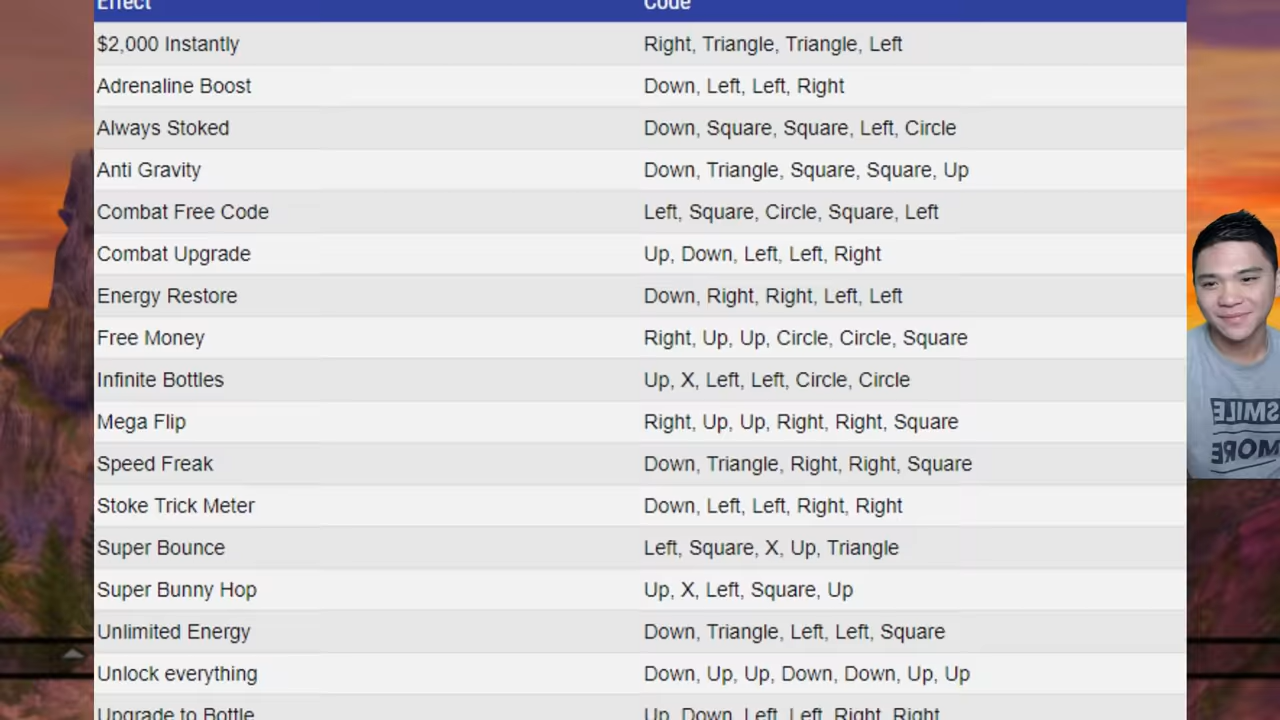 Effect Code
$2,000 Instantly Right, Triangle, Triangle, Left
Adrenaline Boost Down, Left, Left, Right
Always Stoked Down, Square, Square, Left, Circle
Anti Gravity Down, Triangle, Square, Square, Up
Combat Free Code Left, Square, Circle, Square, Left
Combat Upgrade Up, Down, Left, Left, Right
Energy Restore Down, Right, Right, Left, Left
Free Money Right, Up, Up, Circle, Circle, Square
Infinite Bottles Up, X, Left, Left, Circle, Circle
Mega Flip Right, Up, Up, Right, Right, Square
Speed Freak Down, Triangle, Right, Right, Square
Stoke Trick Meter Down, Left, Left, Right, Right
Super Bounce Left, Square, X, Up, Triangle
Super Bunny Hop Up, X, Left, Square, Up
Unlimited Energy Down, Triangle, Left, Left, Square
Unlock everything Down, Up, Up, Down, Down, Up, Up
Upgrade to Bottle Up, Down, Left, Left, Right, Right
SMILE
MORE